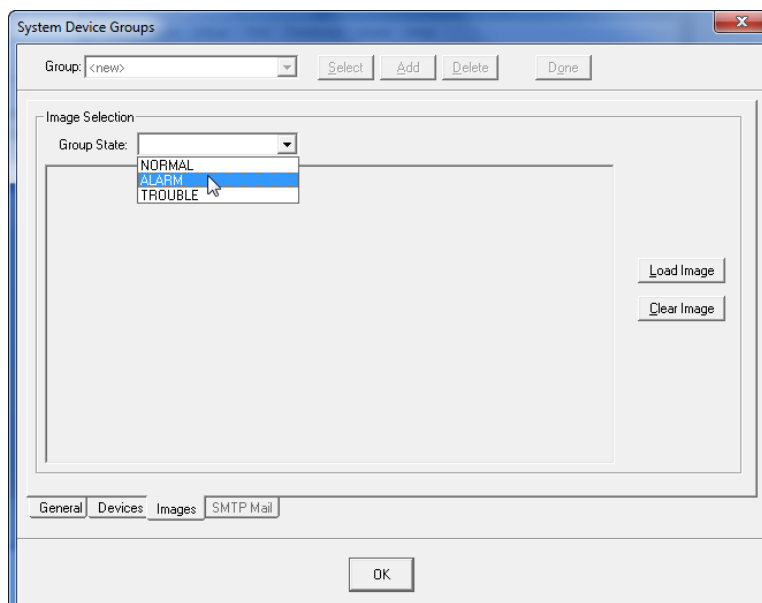 System Device Groups
Group: <new> Select Add Delete Done
Image Selection
Group State:
NORMAL
ALARM
TROUBLE
Load Image
Clear Image
General Devices Images SMTP Mail
OK